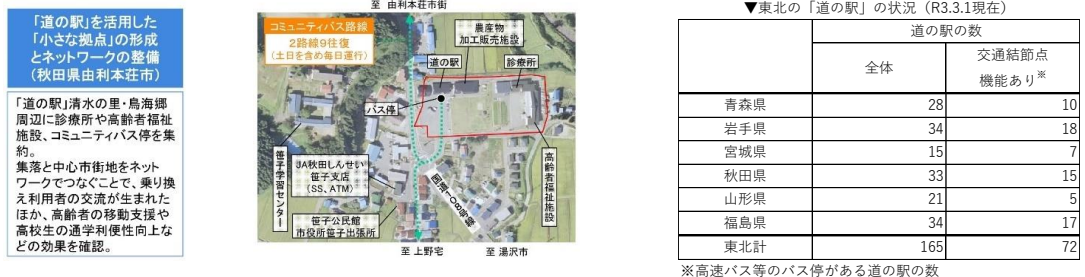 「道の駅」を活用した
「小さな拠点」の形成
とネットワークの整備
（秋田県由利本荘市）
「道の駅」清水の里・鳥海郷
周辺に診療所や高齢者福祉
施設、コミュニティバス停を集
約。
集落と中心市街地をネット
ワークでつなぐことで、乗り換
え利用者の交流が生まれた
ほか、高齢者の移動支援や
高校生の通学利便性向上な
どの効果を確認。
至 由利本荘市街
コミュニティバス路線
２路線９往復
（土日を含め毎日運行）
農産物
加工販売施設
道の駅
診療所
バス停
笹子学習センター
JA秋田しんせい
笹子支店
（SS、ATM）
国道108号線
高齢者福祉施設
笹子公民館
市役所笹子出張所
至 上野宅
至 湯沢市
▼東北の「道の駅」の状況（R3.3.1現在）
道の駅の数
全体
交通結節点
機能あり※
青森県 28 10
岩手県 34 18
宮城県 15 7
秋田県 33 15
山形県 21 5
福島県 34 17
東北計 165 72
※高速バス等のバス停がある道の駅の数